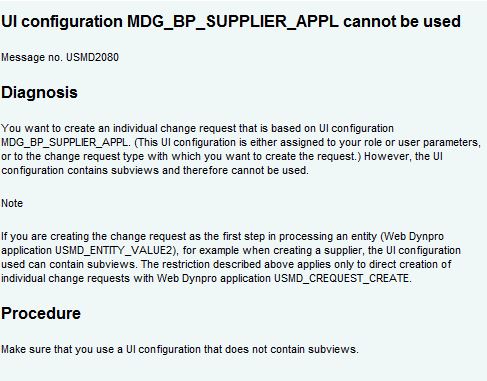 UI configuration MDG_BP_SUPPLIER_APPL cannot be used
Message no. USMD2080
Diagnosis
You want to create an individual change request that is based on UI configuration
MDG_BP_SUPPLIER_APPL. (This UI configuration is either assigned to your role or user parameters,
or to the change request type with which you want to create the request.) However, the UI
configuration contains subviews and therefore cannot be used.
Note
If you are creating the change request as the first step in processing an entity (Web Dynpro
application USMD_ENTITY_VALUE2), for example when creating a supplier, the UI configuration
used can contain subviews. The restriction described above applies only to direct creation of
individual change requests with Web Dynpro application USMD_CREQUEST_CREATE.
Procedure
Make sure that you use a UI configuration that does not contain subviews.